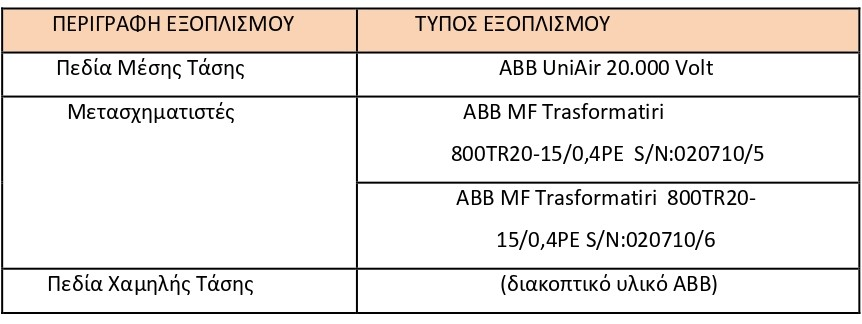 ΠΕΡΙΓΡΑΦΗ ΕΞΟΠΛΙΣΜΟΥ ΤΥΠΟΣ ΕΞΟΠΛΙΣΜΟΥ
Πεδία Μέσης Τάσης ABB UniAir 20.000 Volt
Μετασχηματιστές ABB MF Trasformatiri
800TR20-15/0,4PE S/N:020710/5
ABB MF Trasformatiri 800TR20-
15/0,4PE S/N:020710/6
Πεδία Χαμηλής Τάσης (διακοπτικό υλικό ABB)